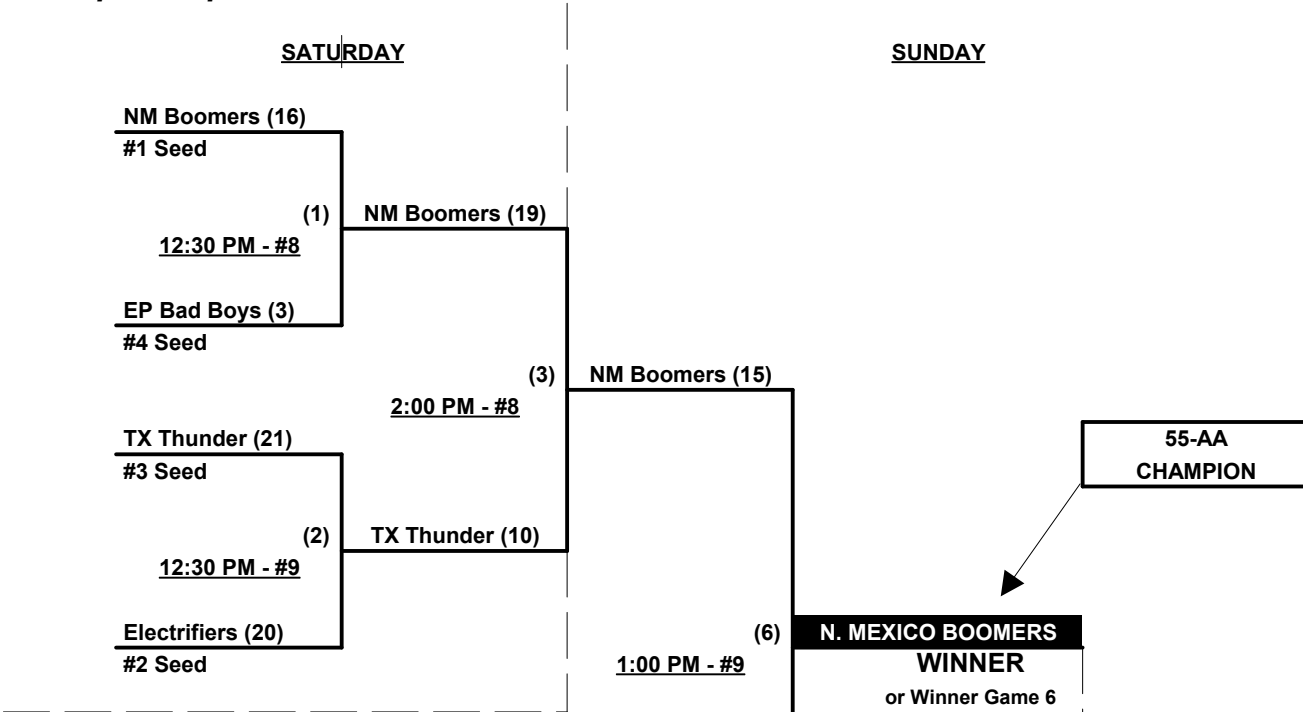 SATURDAY
SUNDAY
NM Boomers (16)
#1 Seed
(1)
NM Boomers (19)
12:30 PM - #8
EP Bad Boys (3)
#4 Seed
(3)
NM Boomers (15)
2:00 PM - #8
TX Thunder (21)
#3 Seed
55-AA
CHAMPION
(2)
TX Thunder (10)
12:30 PM - #9
Electrifiers (20)
#2 Seed
(6)
N. MEXICO BOOMERS
1:00 PM - #9
WINNER
or Winner Game 6